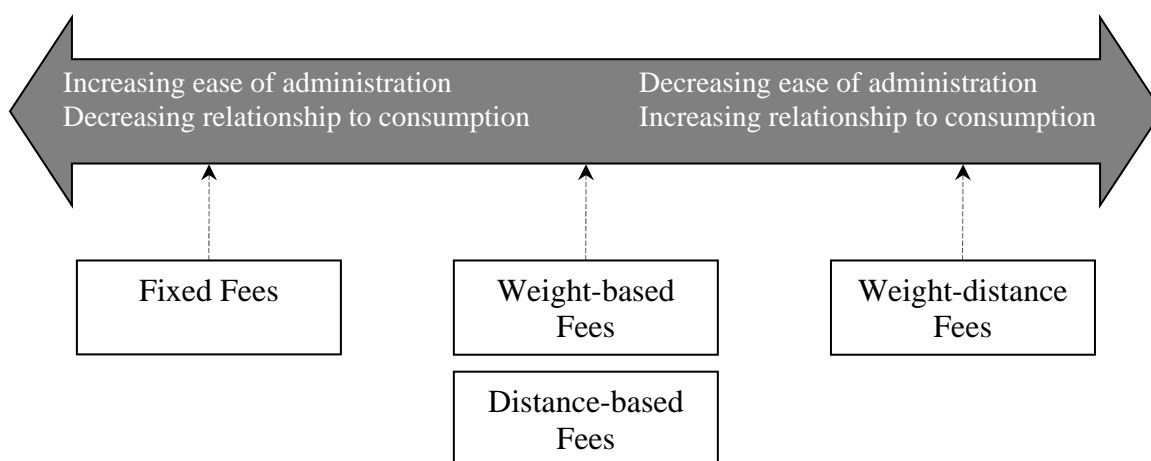 Increasing ease of administration
Decreasing relationship to consumption
Decreasing ease of administration
Increasing relationship to consumption
Fixed Fees
Weight-based
Fees
Weight-distance
Fees
Distance-based
Fees